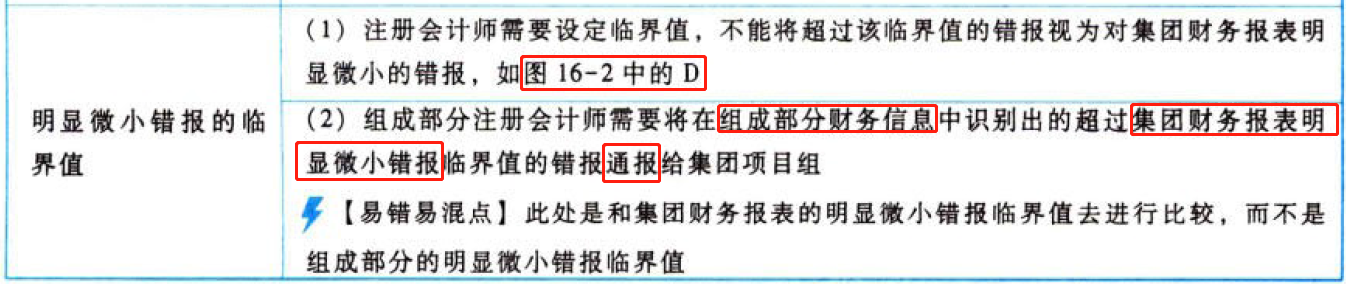 (1) 注册会计师需要设定临界值，不能将超过该临界值的错报视为对集团财务报表明
显微小的错报，如图 16-2 中的 D
明显微小错报的临
界值
(2) 组成部分注册会计师需要将在组成部分财务信息中识别出的超过集团财务报表明
显微小错报临界值的错报通报给集团项目组
【易错易混点】此处是和集团财务报表的明显微小错报临界值去进行比较，而不是
组成部分的明显微小错报临界值